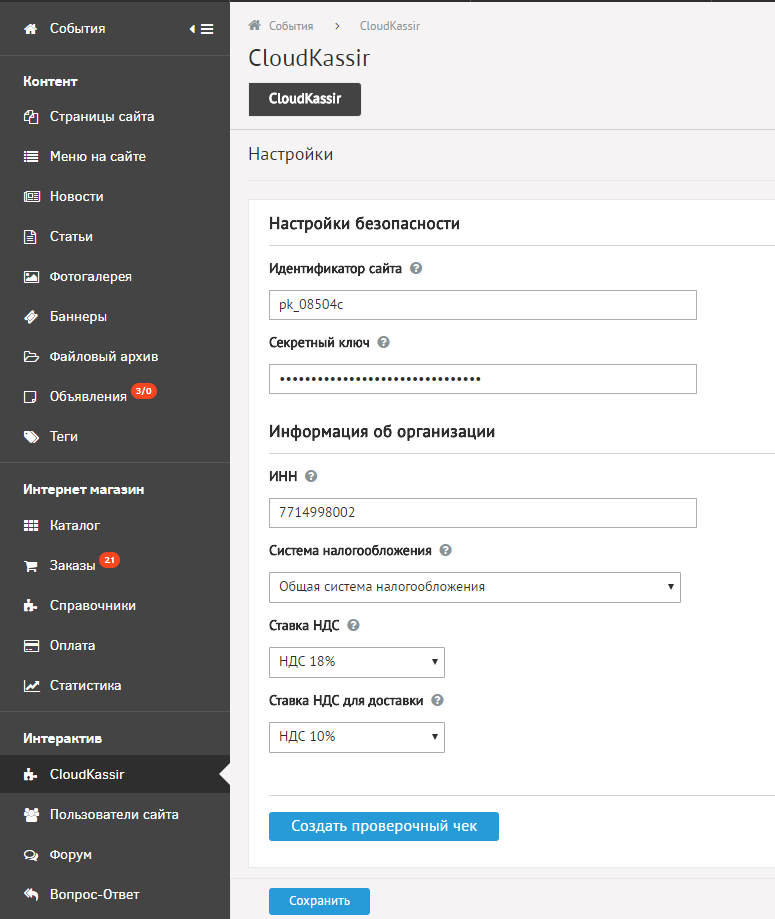 События
Контент
Страницы сайта
Меню на сайте
Новости
Статьи
Фотогалерея
Баннеры
Файловый архив
Объявления 3/0
Теги
Интернет магазин
Каталог
Заказы 21
Справочники
Оплата
Статистика
Интерактив
CloudKassir
Пользователи сайта
Форум
Вопрос-Ответ
События > CloudKassir
CloudKassir
CloudKassir
Настройки
Настройки безопасности
Идентификатор сайта ?
pk_08504c
Секретный ключ ?
••••••••••••••••••••••••••••••••
Информация об организации
ИНН ?
7714998002
Система налогообложения ?
Общая система налогообложения
Ставка НДС ?
НДС 18%
Ставка НДС для доставки ?
НДС 10%
Создать проверочный чек
Сохранить